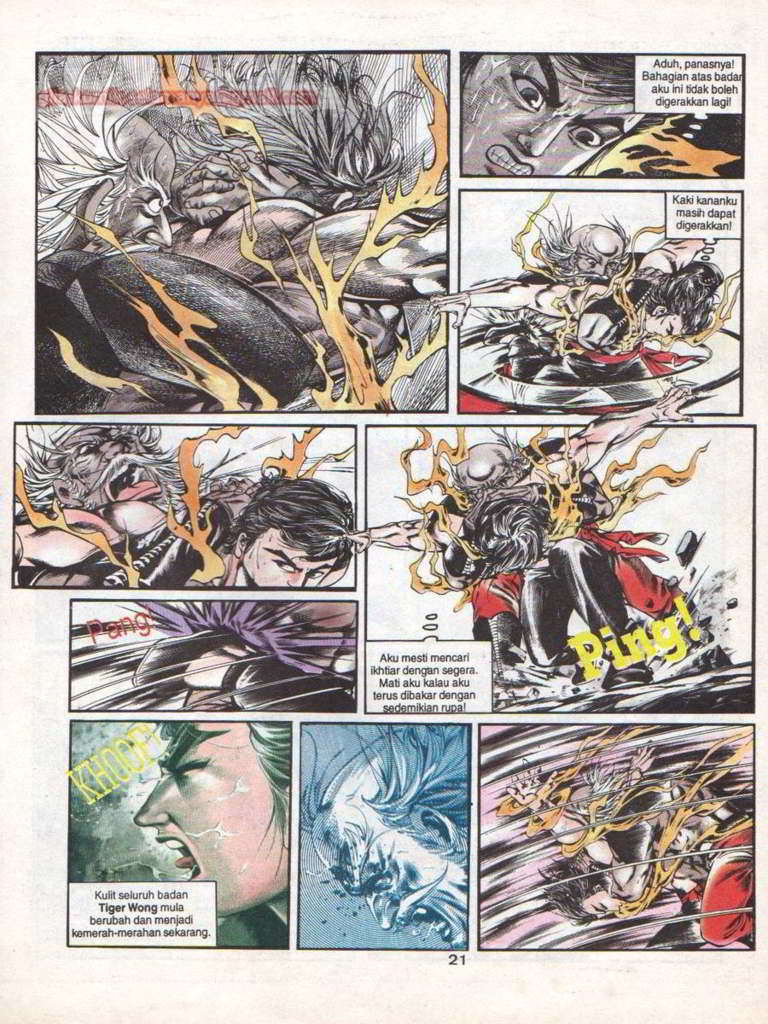 Aduh, panasnya!
Bahagian atas badan
aku ini tidak boleh
digerakkan lagi!
Kaki kananku
masih dapat
digerakkan!
Pang!
Aku mesti mencari
ikhtiar dengan segera.
Mati aku kalau aku
terus dibakar dengan
sedemikian rupa!
Ping!
KHOOF!
Kulit seluruh badan
Tiger Wong mula
berubah dan menjadi
kemerah-merahan sekarang.
21